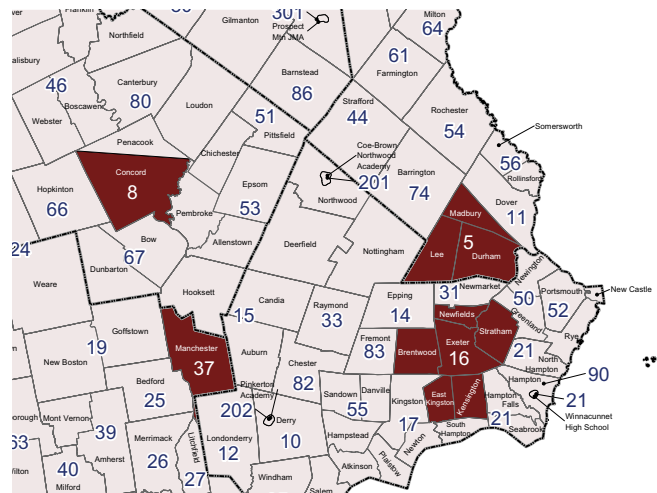 301
Prospect
Mtn JMA
Gilmanton
Milton
64
Northfield
61
Farmington
Barnstead
86
46
Canterbury
80
Loudon
Boscawen
Webster
51
Pittsfield
Strafford
44
Rochester
54
Somersworth
Penacook
Chichester
Coe-Brown
Northwood
Academy
201
56
Rollinsford
Concord
8
Epsom
53
Barrington
74
Hopkinton
66
Northwood
Dover
11
Madbury
Pembroke
Allenstown
Deerfield
Nottingham
Lee
5
Durham
24
Bow
67
Dunbarton
Weare
Hooksett
Newington
Newmarket
31
Epping
14
50
Portsmouth
52
New Castle
Candia
15
Raymond
33
Newfields
Greenland
Rye
Goffstown
19
Manchester
37
Auburn
Fremont
83
Brentwood
Exeter
16
Stratham
21
North
Hampton
New Boston
Chester
82
Hampton
90
Bedford
25
Pinkerton
Academy
202
Sandown
55
Danville
Kingston
17
East
Kingston
Kensington
Hampton
Falls
21
21
Winnacunnet
High School
Seabrook
South
Hampton
Mont Vernon
39
Merrimack
26
Litchfield
27
Londonderry
12
Derry
10
Hampstead
Newton
Plaistow
Atkinson
63
40
Milford
Amherst
Windham
Salem